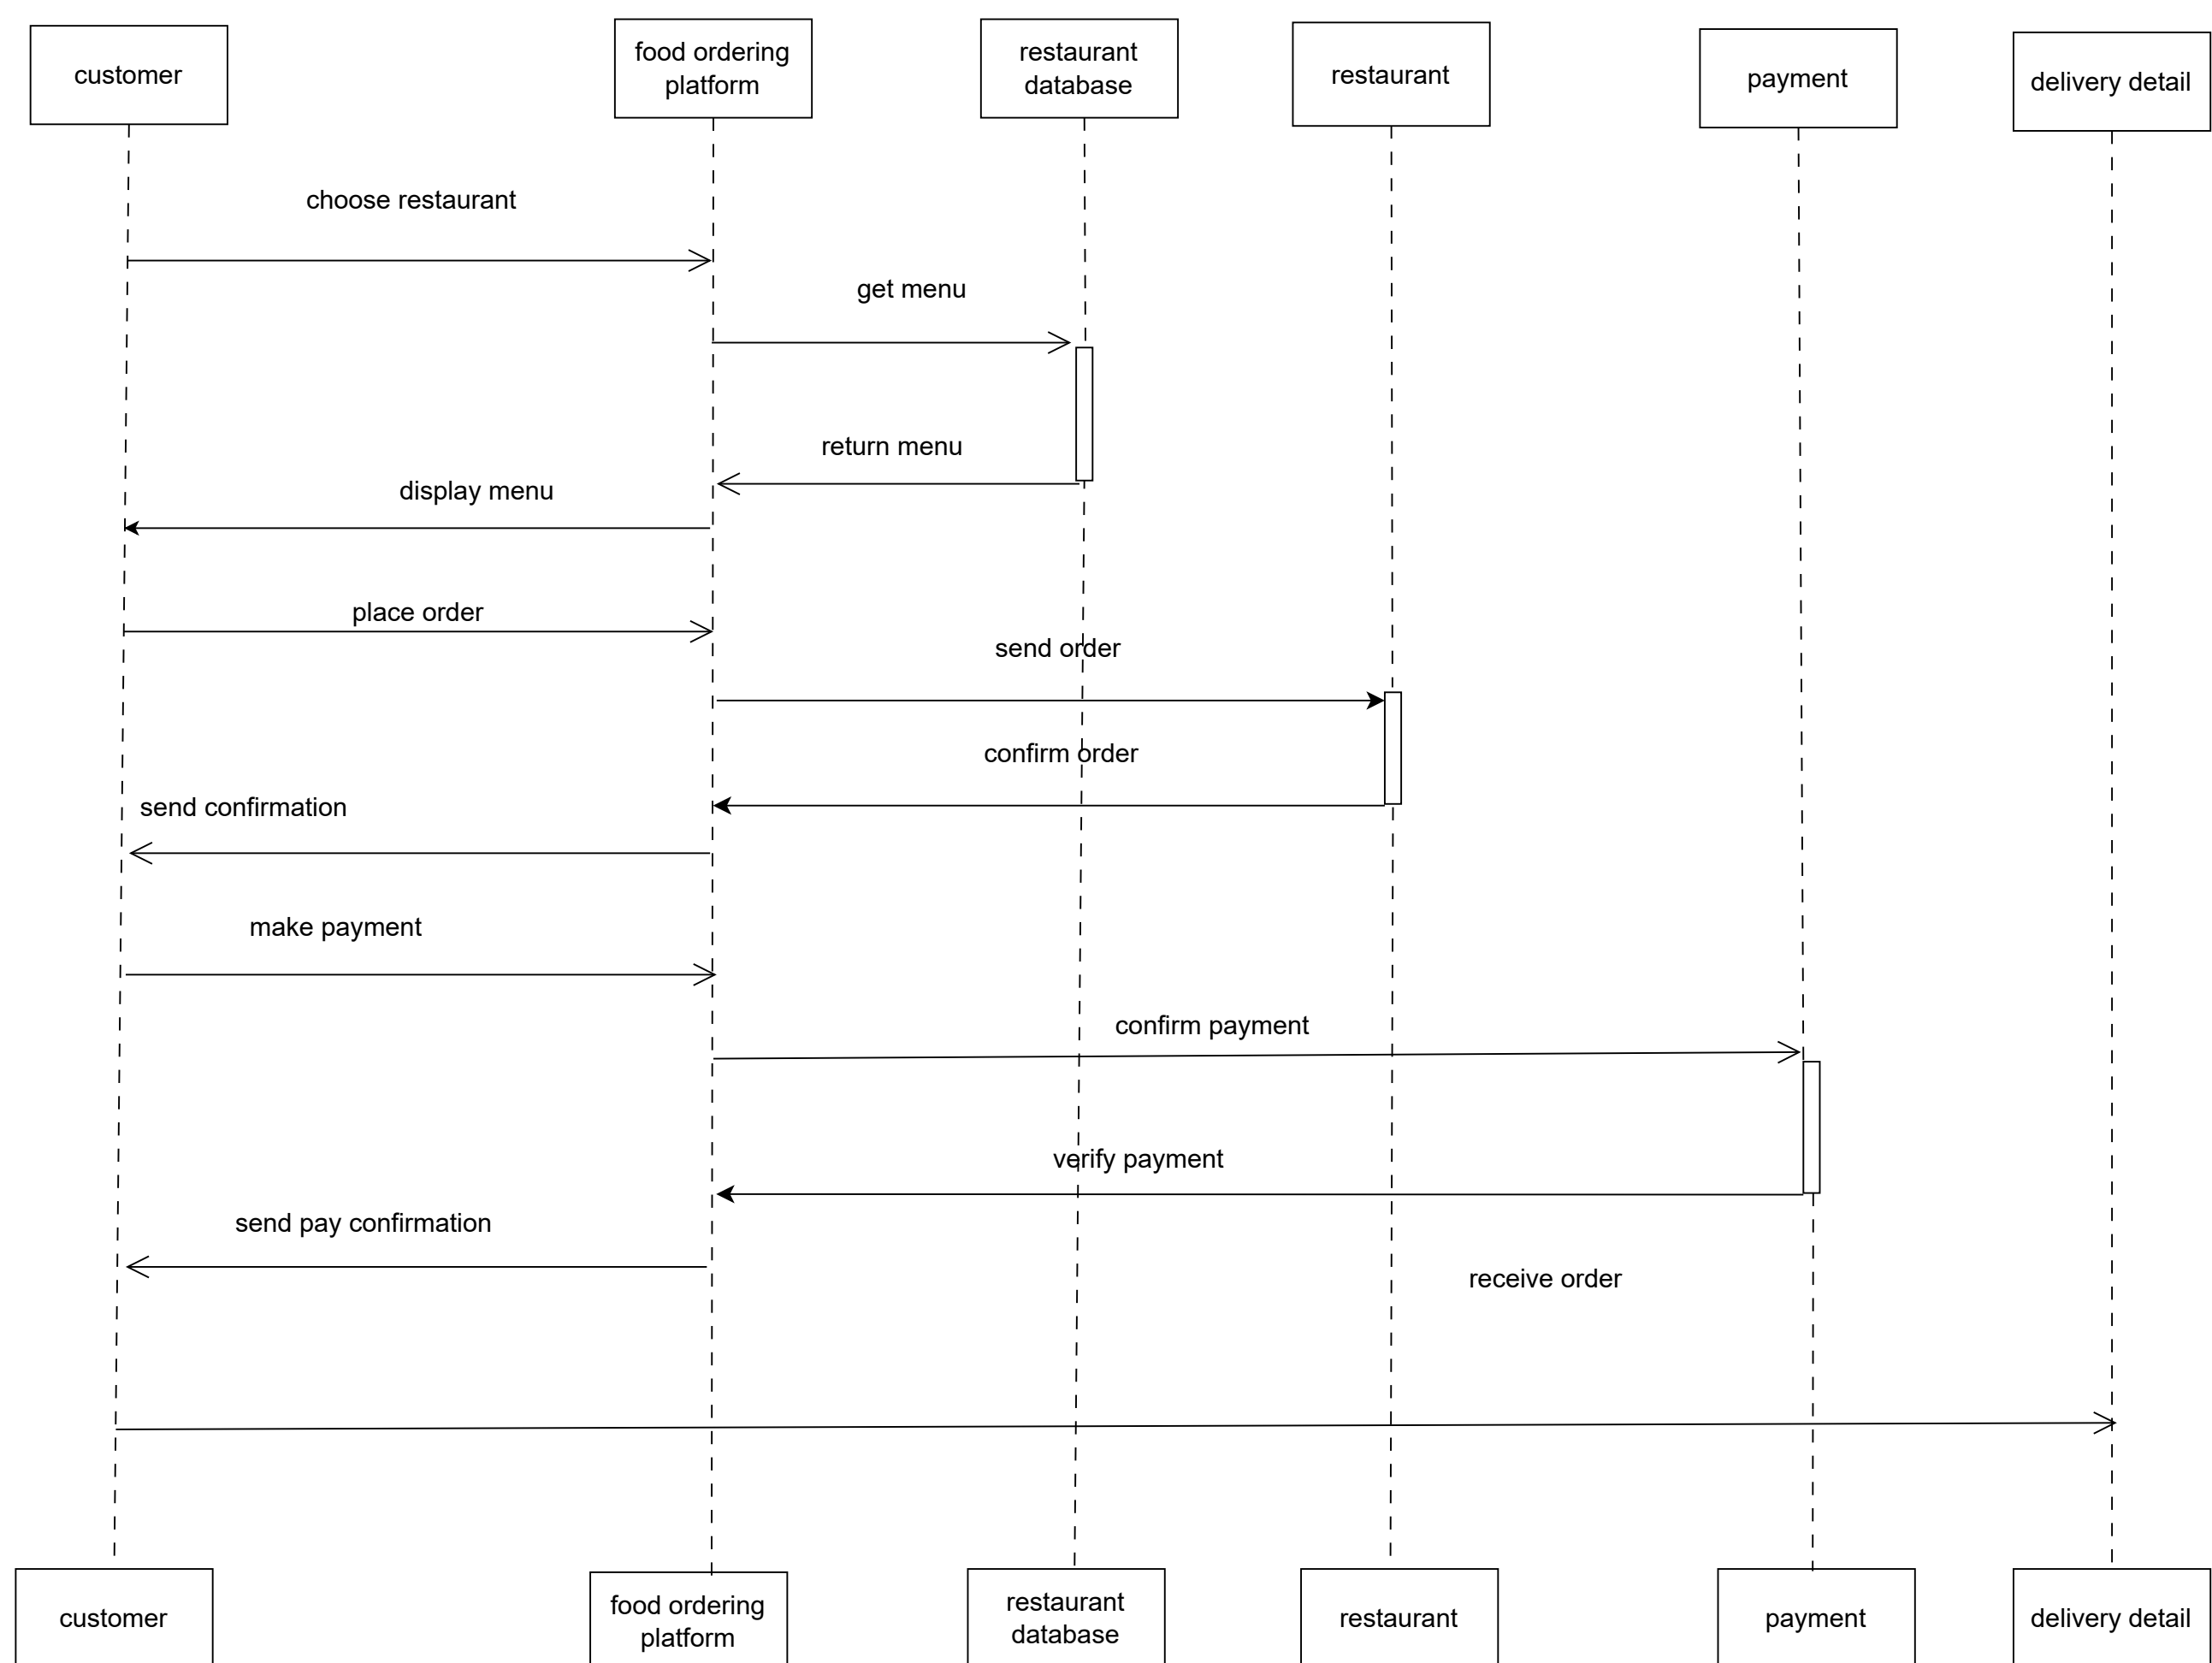 customer
food ordering
platform
restaurant
database
restaurant
payment
delivery detail
choose restaurant
get menu
return menu
display menu
place order
send order
confirm order
send confirmation
make payment
confirm payment
verify payment
send pay confirmation
receive order
customer
food ordering
platform
restaurant
database
restaurant
payment
delivery detail